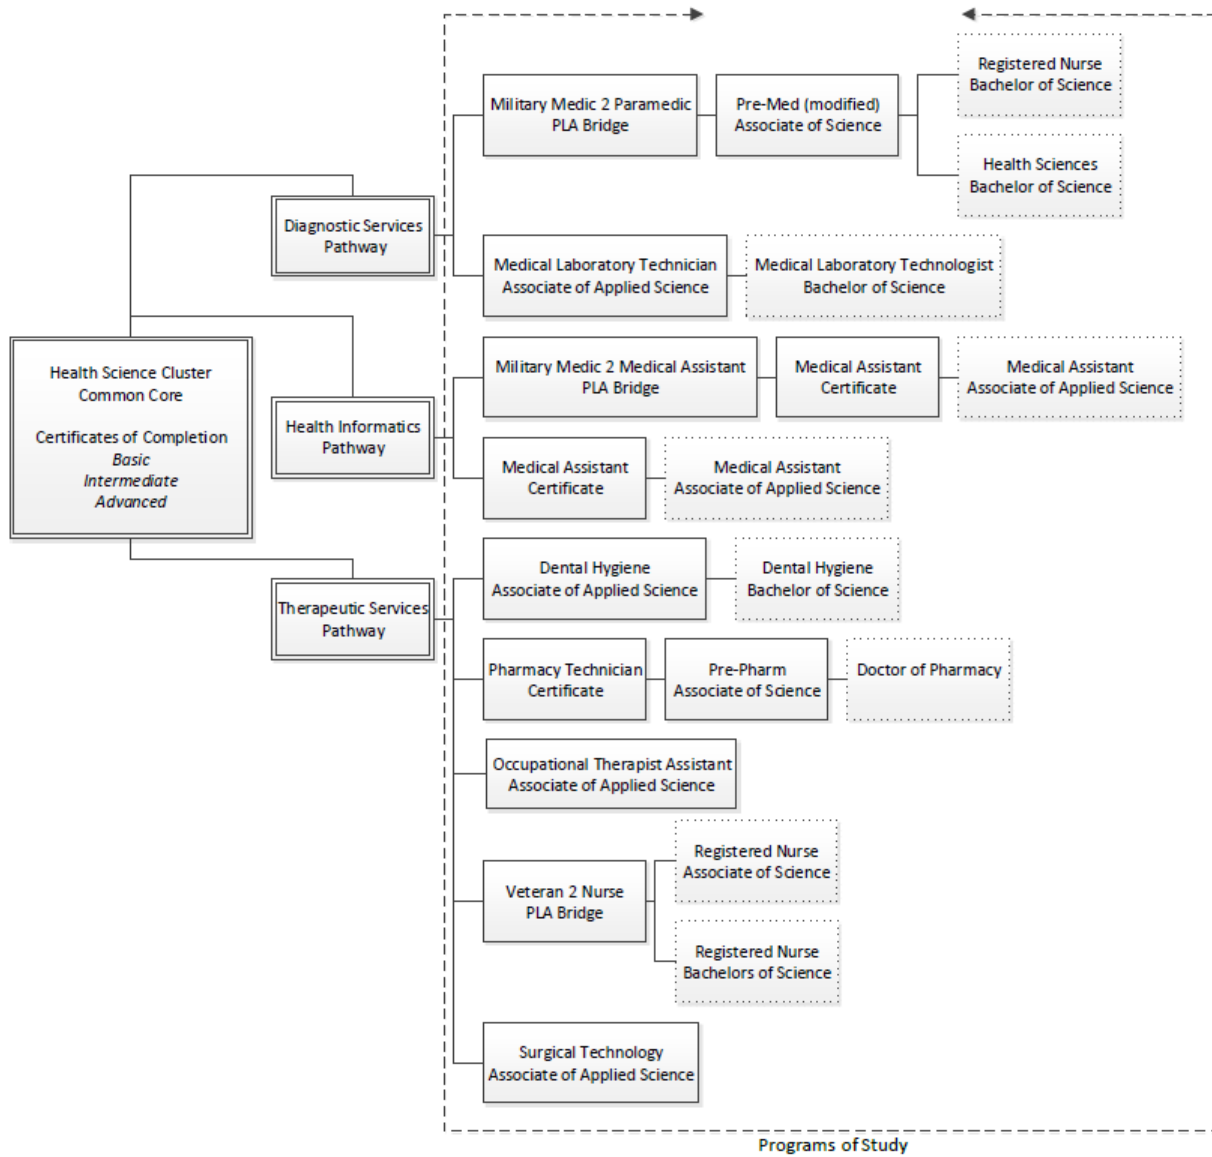 Registered Nurse
Bachelor of Science
Military Medic 2 Paramedic
PLA Bridge
Pre-Med (modified)
Associate of Science
Health Sciences
Bachelor of Science
Diagnostic Services
Pathway
Medical Laboratory Technician
Associate of Applied Science
Medical Laboratory Technologist
Bachelor of Science
Health Science Cluster
Common Core
Certificates of Completion
Basic
Intermediate
Advanced
Military Medic 2 Medical Assistant
PLA Bridge
Medical Assistant
Certificate
Medical Assistant
Associate of Applied Science
Health Informatics
Pathway
Medical Assistant
Certificate
Medical Assistant
Associate of Applied Science
Dental Hygiene
Associate of Applied Science
Dental Hygiene
Bachelor of Science
Therapeutic Services
Pathway
Pharmacy Technician
Certificate
Pre-Pharm
Associate of Science
Doctor of Pharmacy
Occupational Therapist Assistant
Associate of Applied Science
Registered Nurse
Associate of Science
Veteran 2 Nurse
PLA Bridge
Registered Nurse
Bachelors of Science
Surgical Technology
Associate of Applied Science
Programs of Study